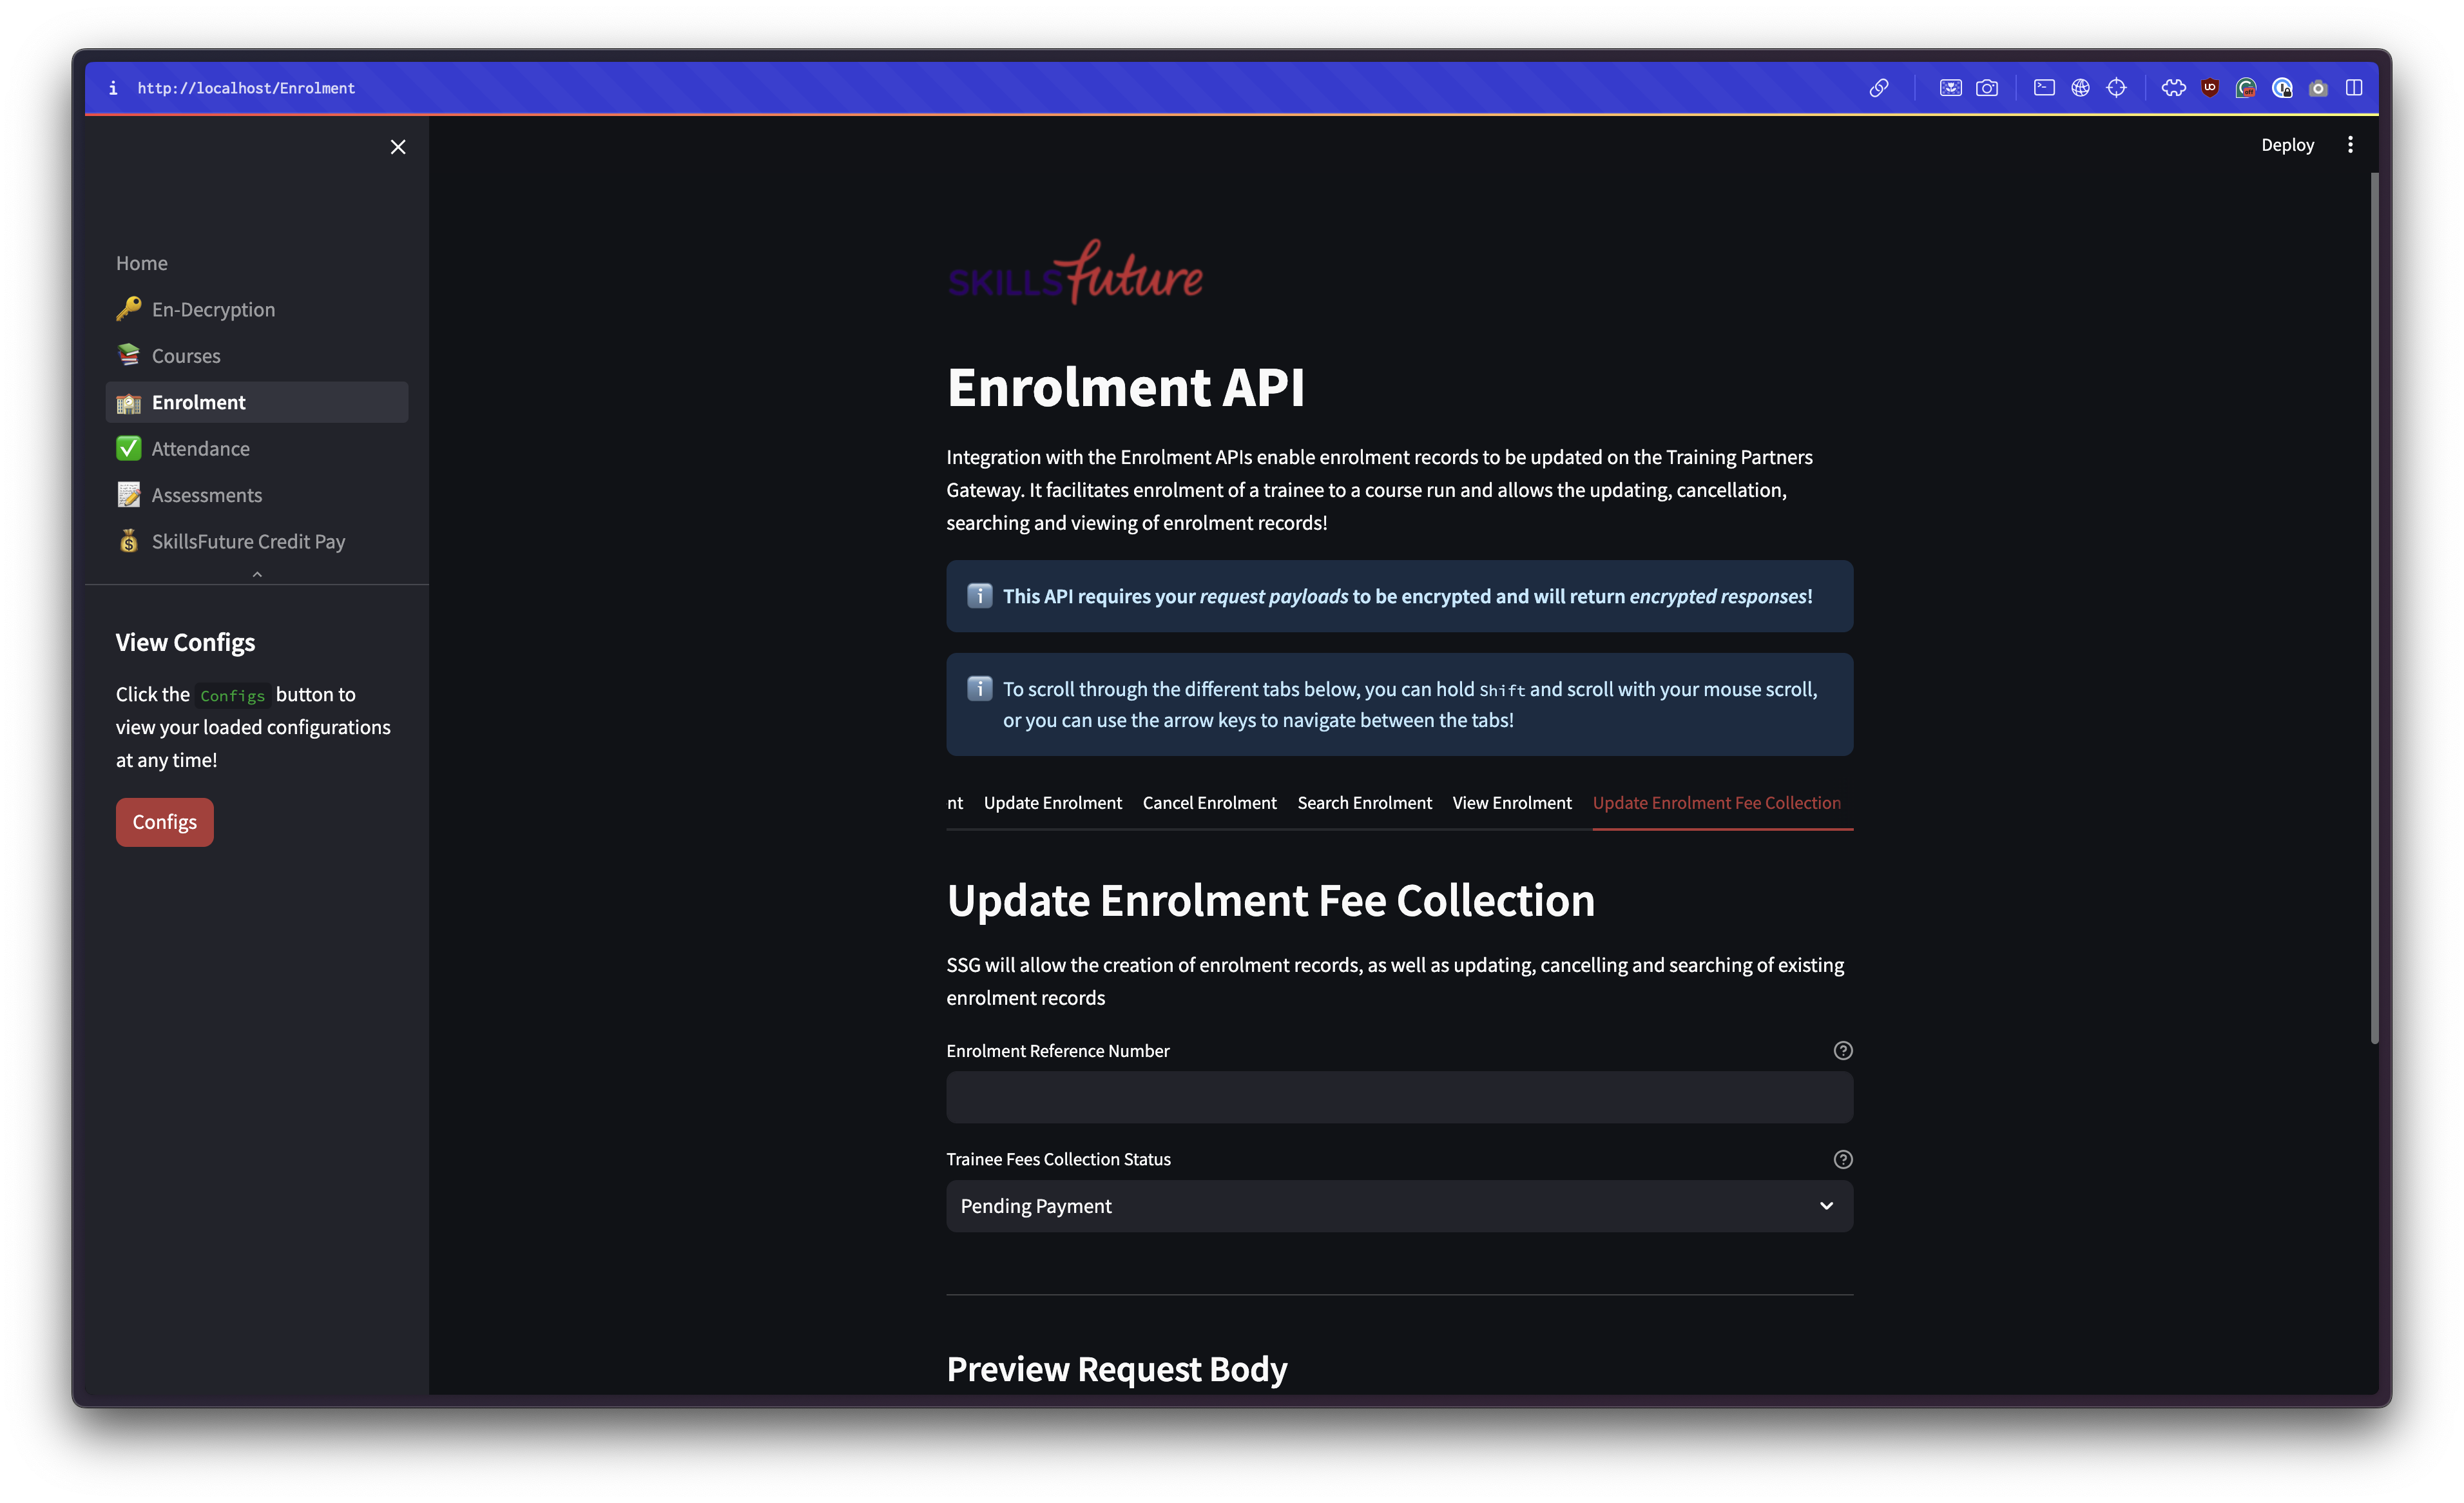 http://localhost/Enrolment
Deploy
Home
En-Decryption
Courses
Enrolment
Attendance
Assessments
SkillsFuture Credit Pay
View Configs
Click the Configs button to
view your loaded configurations
at any time!
Configs
SKILLSfuture
Enrolment API
Integration with the Enrolment APIs enable enrolment records to be updated on the Training Partners
Gateway. It facilitates enrolment of a trainee to a course run and allows the updating, cancellation,
searching and viewing of enrolment records!
This API requires your request payloads to be encrypted and will return encrypted responses!
To scroll through the different tabs below, you can hold Shift and scroll with your mouse scroll,
or you can use the arrow keys to navigate between the tabs!
nt Update Enrolment Cancel Enrolment Search Enrolment View Enrolment Update Enrolment Fee Collection
Update Enrolment Fee Collection
SSG will allow the creation of enrolment records, as well as updating, cancelling and searching of existing
enrolment records
Enrolment Reference Number
Trainee Fees Collection Status
Pending Payment
Preview Request Body